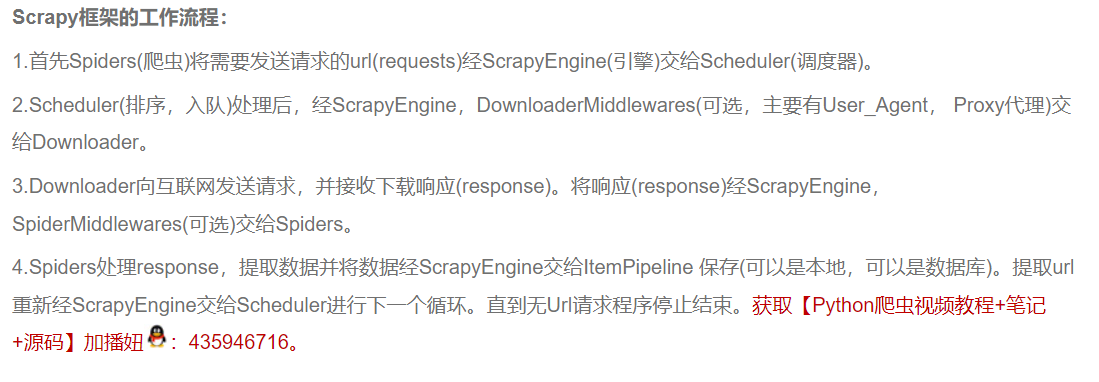 Scrapy框架的工作流程：
1.首先Spiders(爬虫)将需要发送请求的url(requests)经ScrapyEngine(引擎)交给Scheduler(调度器)。
2.Scheduler(排序，入队)处理后，经ScrapyEngine，DownloaderMiddlewares(可选，主要有User_Agent， Proxy代理)交
给Downloader。
3.Downloader向互联网发送请求，并接收下载响应(response)。将响应(response)经ScrapyEngine，
SpiderMiddlewares(可选)交给Spiders。
4.Spiders处理response，提取数据并将数据经ScrapyEngine交给ItemPipeline 保存(可以是本地，可以是数据库)。提取url
重新经ScrapyEngine交给Scheduler进行下一个循环。直到无Url请求程序停止结束。获取【Python爬虫视频教程+笔记
+源码】加播妞：435946716。